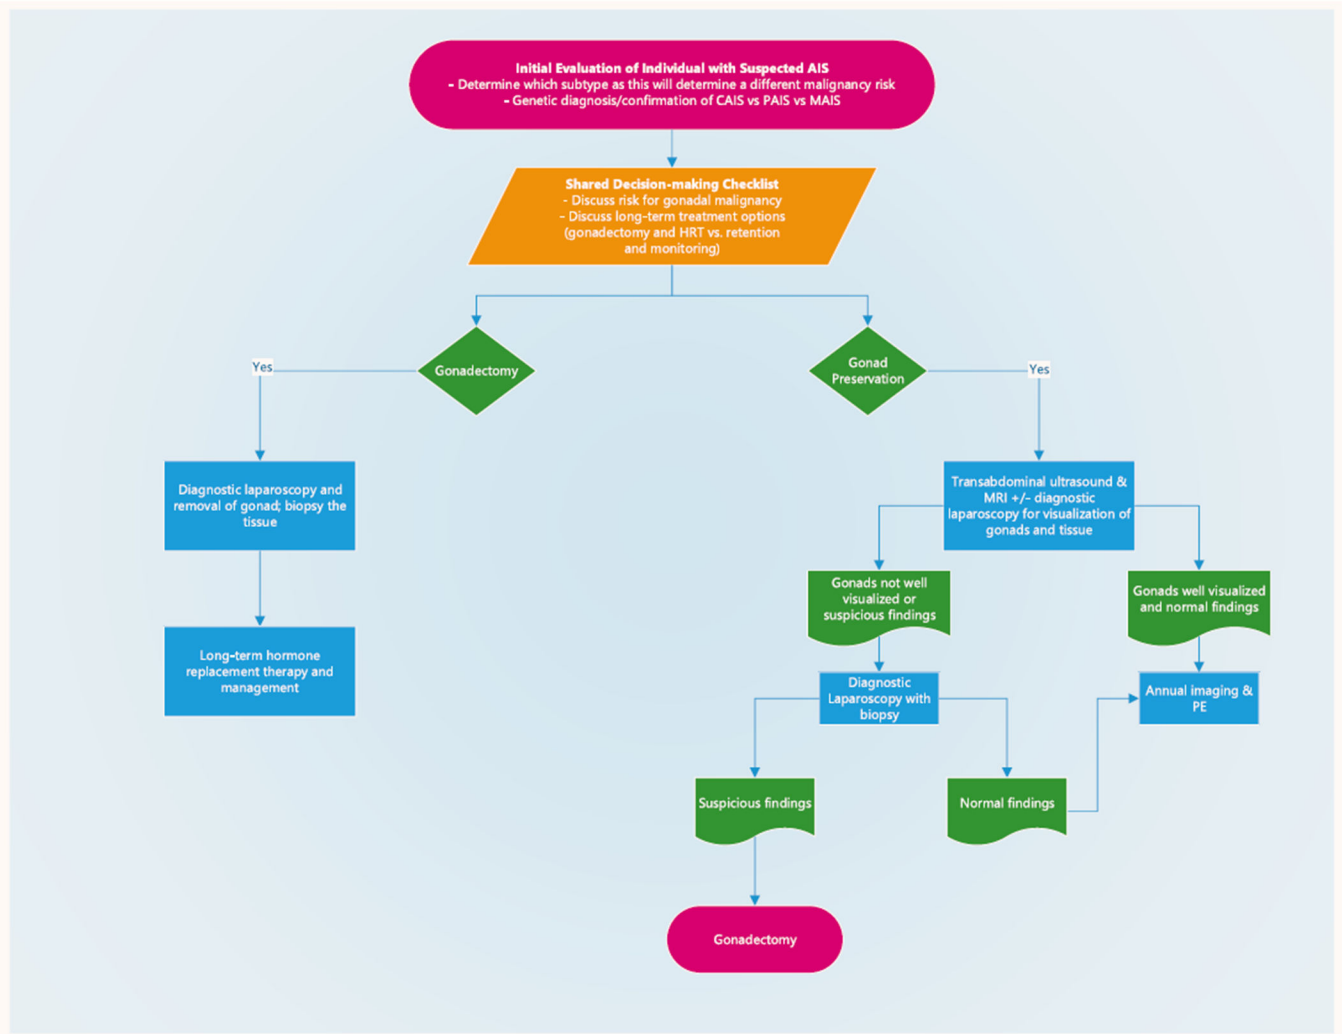 Initial Evaluation of Individual with Suspected AIS
- Determine which subtype as this will determine a different malignancy risk
- Genetic diagnosis/confirmation of CAIS vs PAIS vs MAIS
Shared Decision-making Checklist
- Discuss risk for gonadal malignancy
- Discuss long-term treatment options
(gonadectomy and HRT vs. retention
and monitoring)
Gonadectomy
Yes
Diagnostic laparoscopy and
removal of gonad; biopsy the
tissue
Long-term hormone
replacement therapy and
management
Gonad
Preservation
Yes
Transabdominal ultrasound &
MRI +/- diagnostic
laparoscopy for visualization of
gonads and tissue
Gonads not well
visualized or
suspicious findings
Gonads well visualized
and normal findings
Diagnostic
Laparoscopy with
biopsy
Annual imaging &
PE
Suspicious findings
Normal findings
Gonadectomy